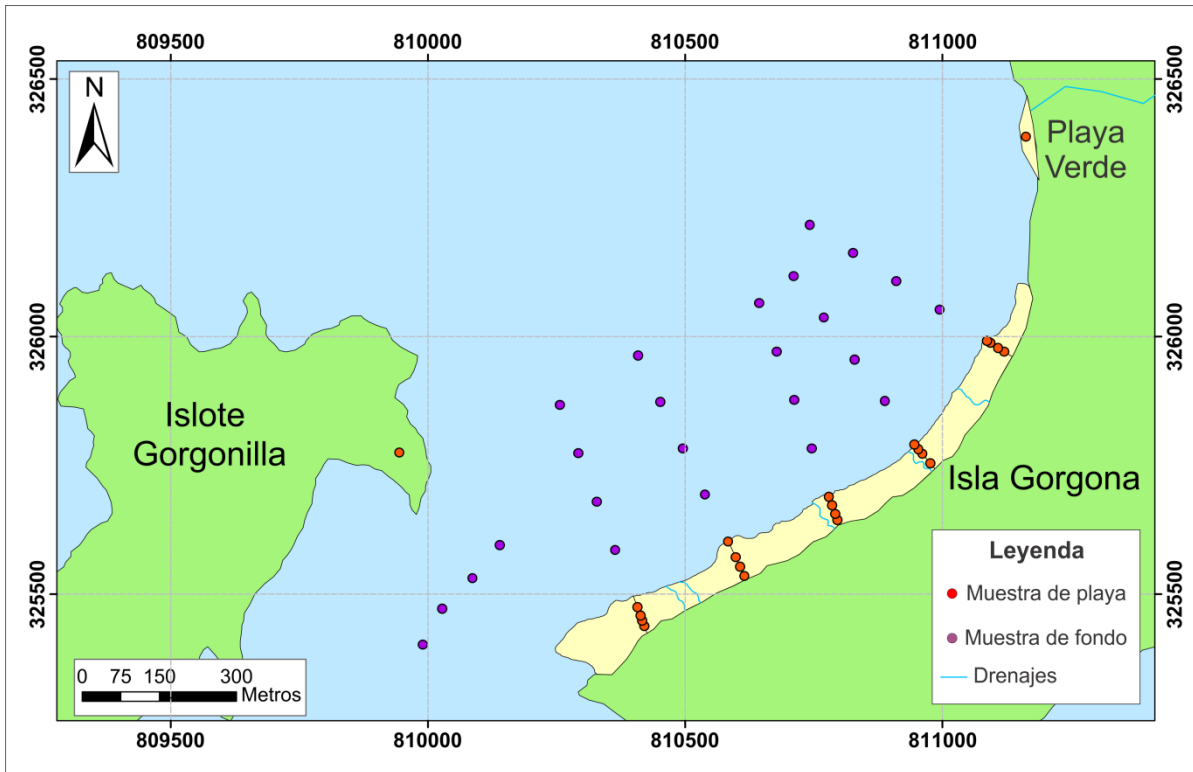 809500 810000 810500 811000
326500 326500
N
Playa
Verde
326000 326000
Islote
Gorgonilla
Isla Gorgona
Leyenda
Muestra de playa
Muestra de fondo
Drenajes
325500 325500
0 75 150 300
Metros
809500 810000 810500 811000